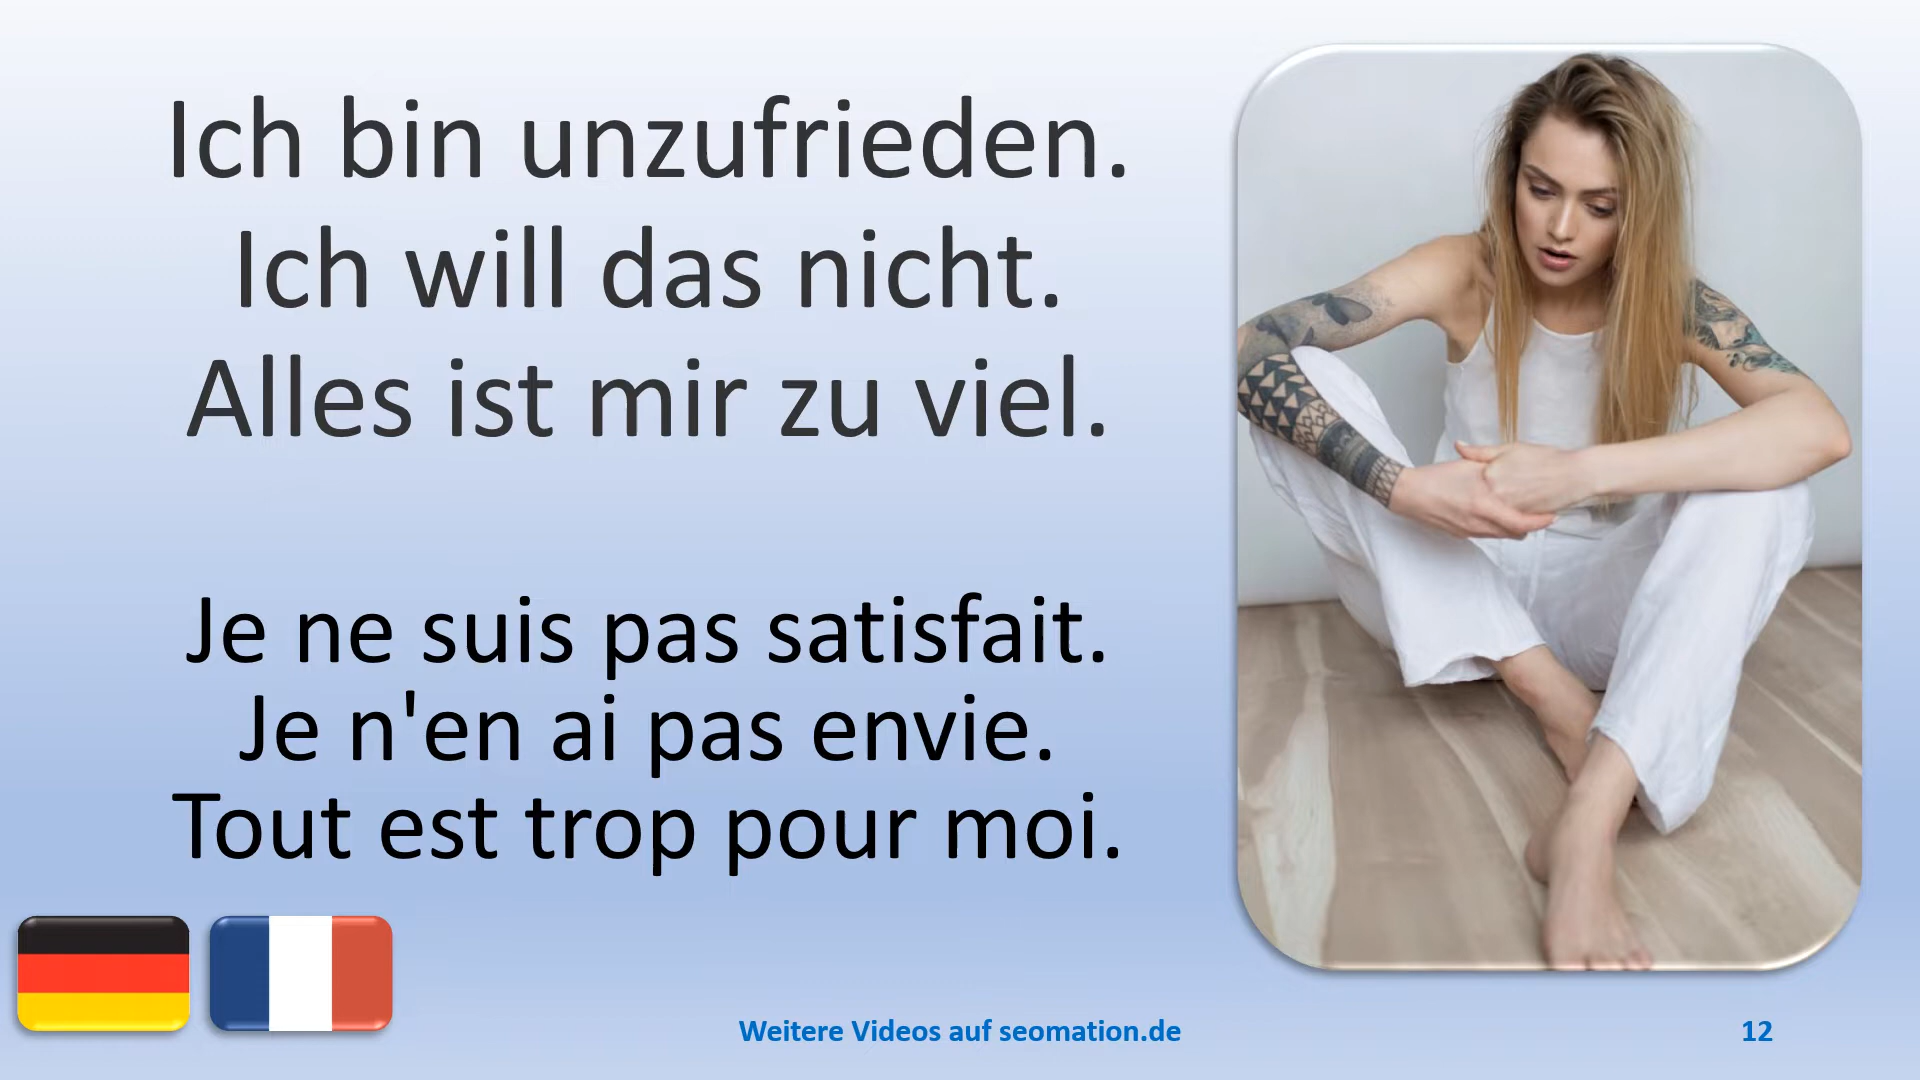 Ich bin unzufrieden.
Ich will das nicht.
Alles ist mir zu viel.
Je ne suis pas satisfait.
Je n'en ai pas envie.
Tout est trop pour moi.
Weitere Videos auf seomation.de
12